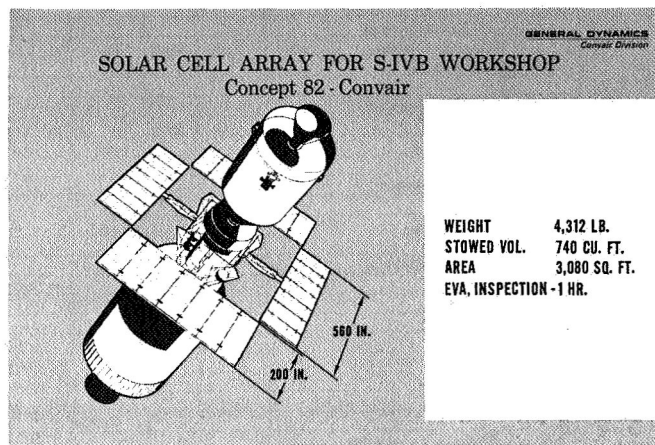 GENERAL DYNAMICS
Convair Division
SOLAR CELL ARRAY FOR S-IVB WORKSHOP
Concept 82 - Convair
WEIGHT 4,312 LB.
STOWED VOL. 740 CU. FT.
AREA 3,080 SQ. FT.
EVA, INSPECTION -1 HR.
560 IN.
200 IN.